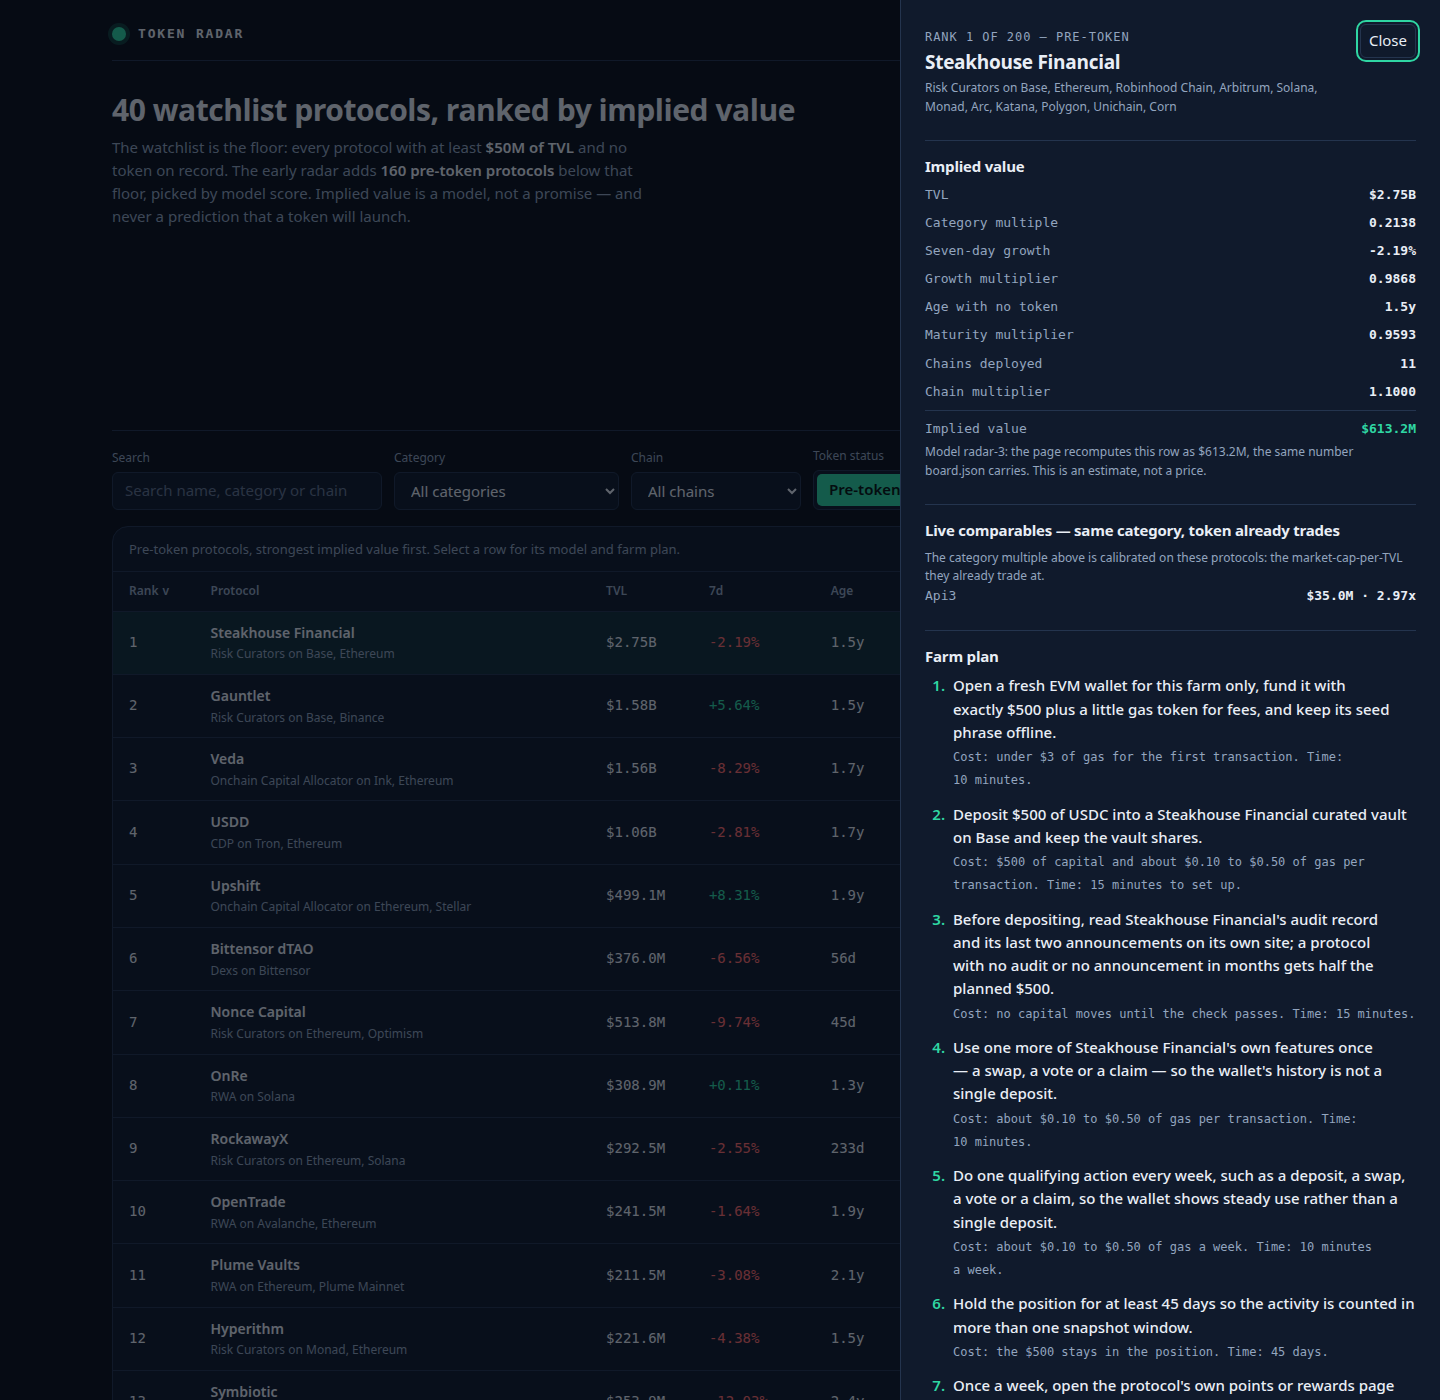 TOKEN RADAR
40 watchlist protocols, ranked by implied value
The watchlist is the floor: every protocol with at least $50M of TVL and no
token on record. The early radar adds 160 pre-token protocols below that
floor, picked by model score. Implied value is a model, not a promise — and
never a prediction that a token will launch.
Search
Category
Chain
Token status
Search name, category or chain
All categories
All chains
Pre-token
Pre-token protocols, strongest implied value first. Select a row for its model and farm plan.
Rank v Protocol TVL 7d Age
1 Steakhouse Financial $2.75B -2.19% 1.5y
Risk Curators on Base, Ethereum
2 Gauntlet $1.58B +5.64% 1.5y
Risk Curators on Base, Binance
3 Veda $1.56B -8.29% 1.7y
Onchain Capital Allocator on Ink, Ethereum
4 USDD $1.06B -2.81% 1.7y
CDP on Tron, Ethereum
5 Upshift $499.1M +8.31% 1.9y
Onchain Capital Allocator on Ethereum, Stellar
6 Bittensor dTAO $376.0M -6.56% 56d
Dexs on Bittensor
7 Nonce Capital $513.8M -9.74% 45d
Risk Curators on Ethereum, Optimism
8 OnRe $308.9M +0.11% 1.3y
RWA on Solana
9 RockawayX $292.5M -2.55% 233d
Risk Curators on Ethereum, Solana
10 OpenTrade $241.5M -1.64% 1.9y
RWA on Avalanche, Ethereum
11 Plume Vaults $211.5M -3.08% 2.1y
RWA on Ethereum, Plume Mainnet
12 Hyperithm $221.6M -4.38% 1.5y
Risk Curators on Monad, Ethereum
Symbiotic
RANK 1 OF 200 — PRE-TOKEN
Close
Steakhouse Financial
Risk Curators on Base, Ethereum, Robinhood Chain, Arbitrum, Solana,
Monad, Arc, Katana, Polygon, Unichain, Corn
Implied value
TVL $2.75B
Category multiple 0.2138
Seven-day growth -2.19%
Growth multiplier 0.9868
Age with no token 1.5y
Maturity multiplier 0.9593
Chains deployed 11
Chain multiplier 1.1000
Implied value $613.2M
Model radar-3: the page recomputes this row as $613.2M, the same number
board.json carries. This is an estimate, not a price.
Live comparables — same category, token already trades
The category multiple above is calibrated on these protocols: the market-cap-per-TVL
they already trade at.
Api3 $35.0M · 2.97x
Farm plan
1. Open a fresh EVM wallet for this farm only, fund it with
exactly $500 plus a little gas token for fees, and keep its seed
phrase offline.
Cost: under $3 of gas for the first transaction. Time:
10 minutes.
2. Deposit $500 of USDC into a Steakhouse Financial curated vault
on Base and keep the vault shares.
Cost: $500 of capital and about $0.10 to $0.50 of gas per
transaction. Time: 15 minutes to set up.
3. Before depositing, read Steakhouse Financial's audit record
and its last two announcements on its own site; a protocol
with no audit or no announcement in months gets half the
planned $500.
Cost: no capital moves until the check passes. Time: 15 minutes.
4. Use one more of Steakhouse Financial's own features once
— a swap, a vote or a claim — so the wallet's history is not a
single deposit.
Cost: about $0.10 to $0.50 of gas per transaction. Time:
10 minutes.
5. Do one qualifying action every week, such as a deposit, a swap,
a vote or a claim, so the wallet shows steady use rather than a
single deposit.
Cost: about $0.10 to $0.50 of gas a week. Time: 10 minutes
a week.
6. Hold the position for at least 45 days so the activity is counted in
more than one snapshot window.
Cost: the $500 stays in the position. Time: 45 days.
7. Once a week, open the protocol's own points or rewards page